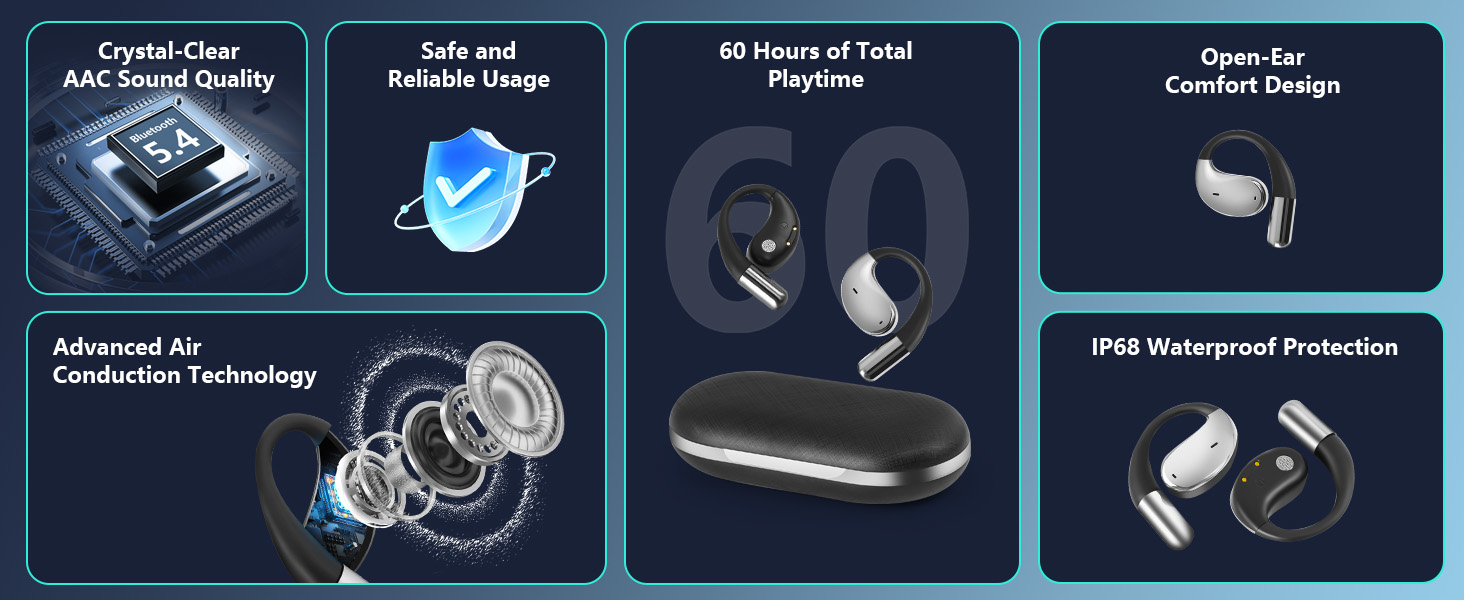 Crystal-Clear
AAC Sound Quality
Bluetooth
5.4
Safe and
Reliable Usage
60 Hours of Total
Playtime
60
Open-Ear
Comfort Design
Advanced Air
Conduction Technology
IP68 Waterproof Protection